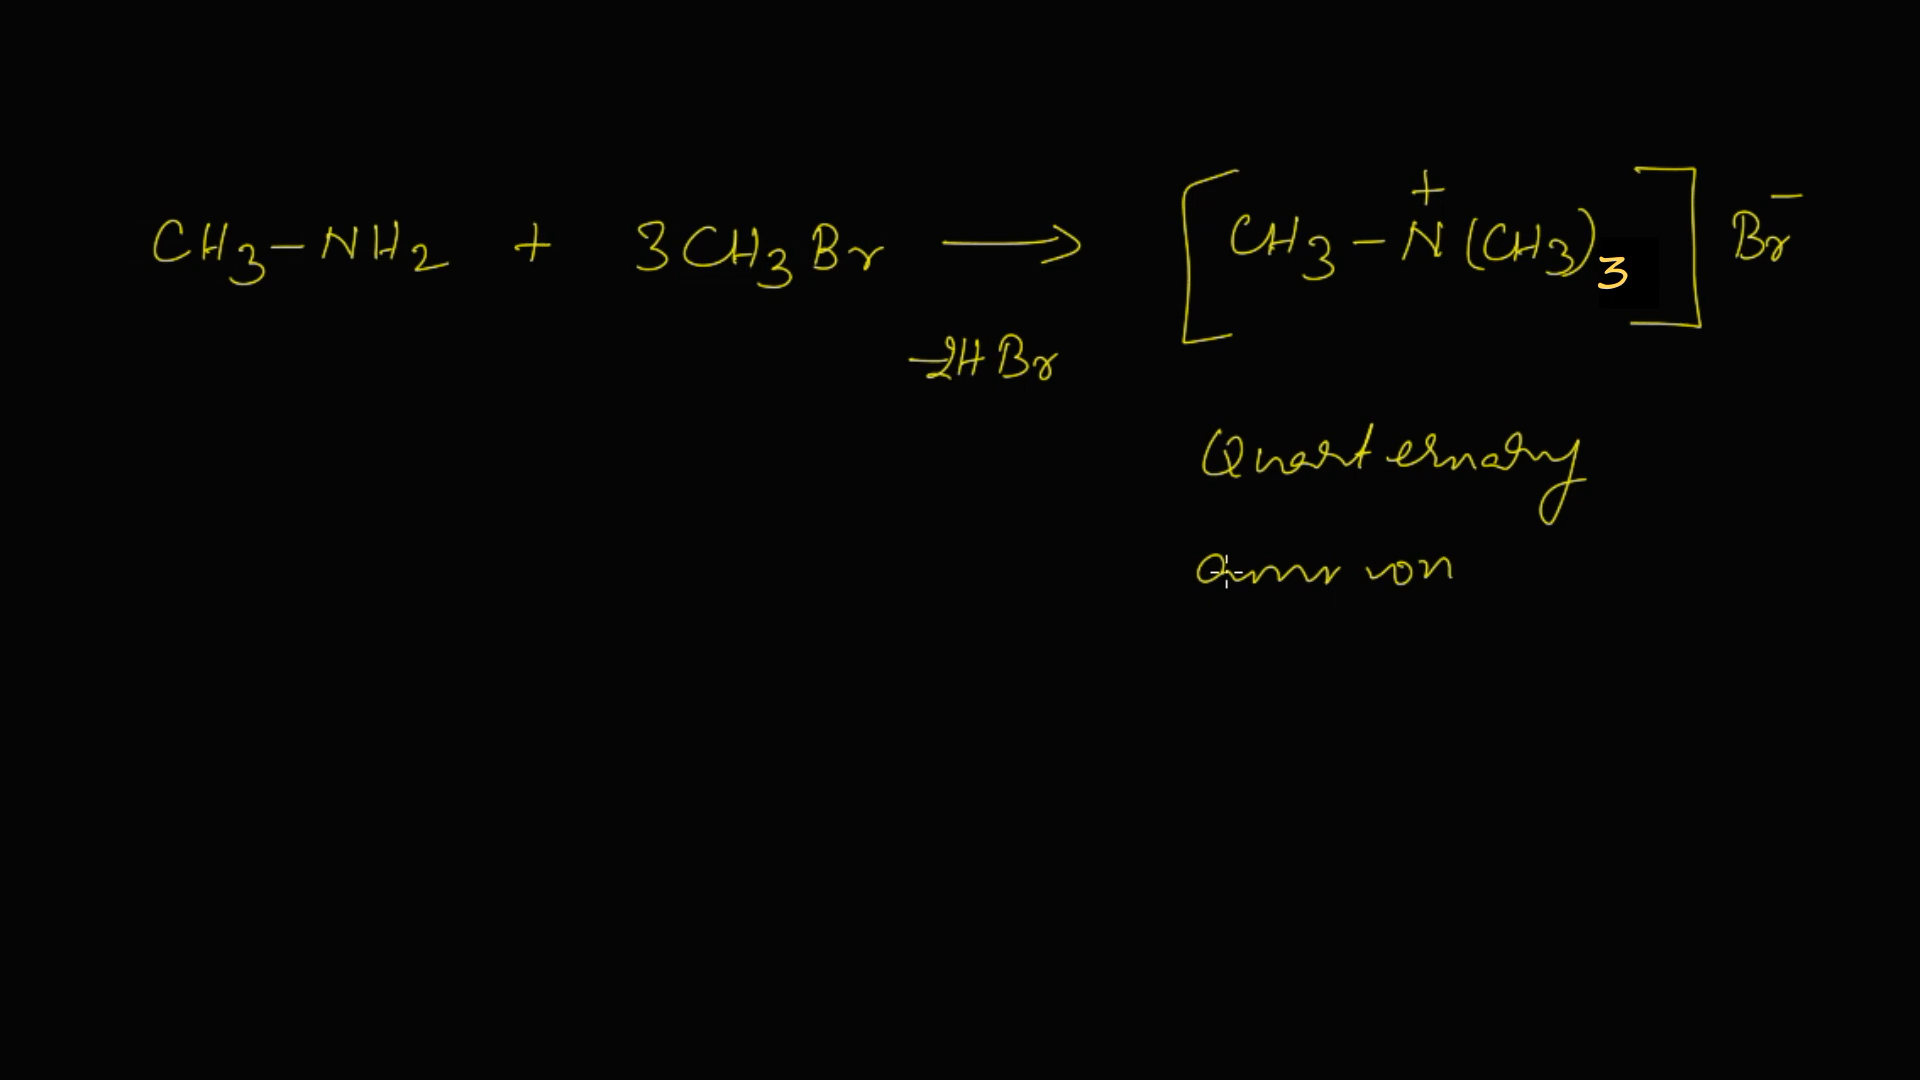 CH3-NH2 + 3CH3Br → [CH3-N+(CH3)3] Br-
-2HBr
Quarternary